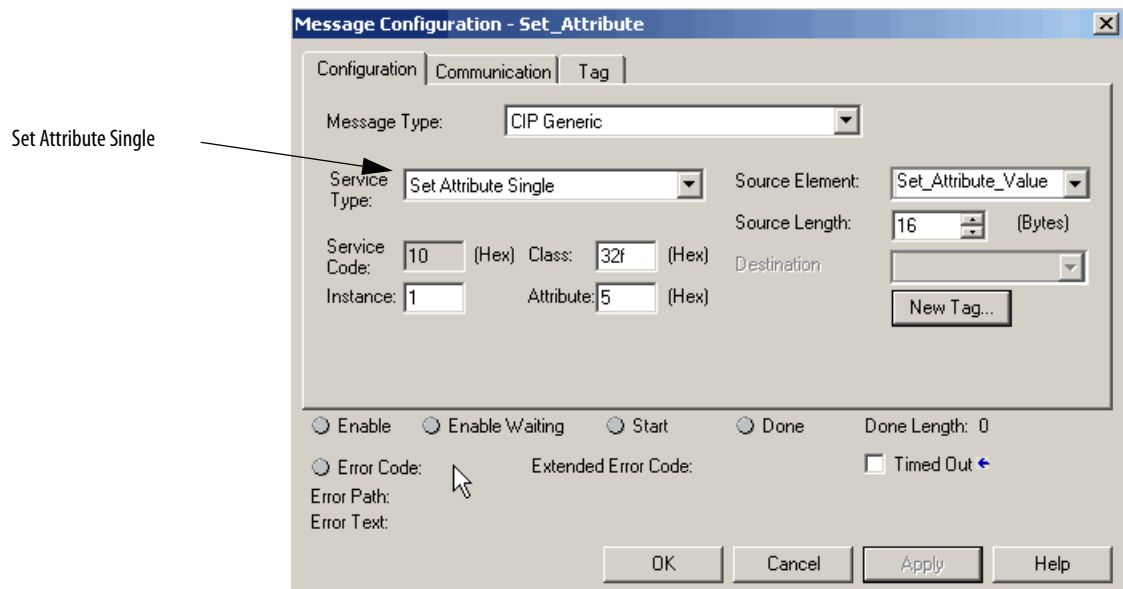 Message Configuration - Set_Attribute
Configuration Communication Tag
Message Type: CIP Generic
Set Attribute Single
Service Type: Set Attribute Single
Source Element: Set_Attribute_Value
Source Length: 16 (Bytes)
Service Code: 10 (Hex) Class: 32f (Hex)
Destination
Instance: 1 Attribute: 5 (Hex)
New Tag...
Enable Enable Waiting Start Done Done Length: 0
Error Code: Extended Error Code: Timed Out
Error Path:
Error Text:
OK Cancel Apply Help